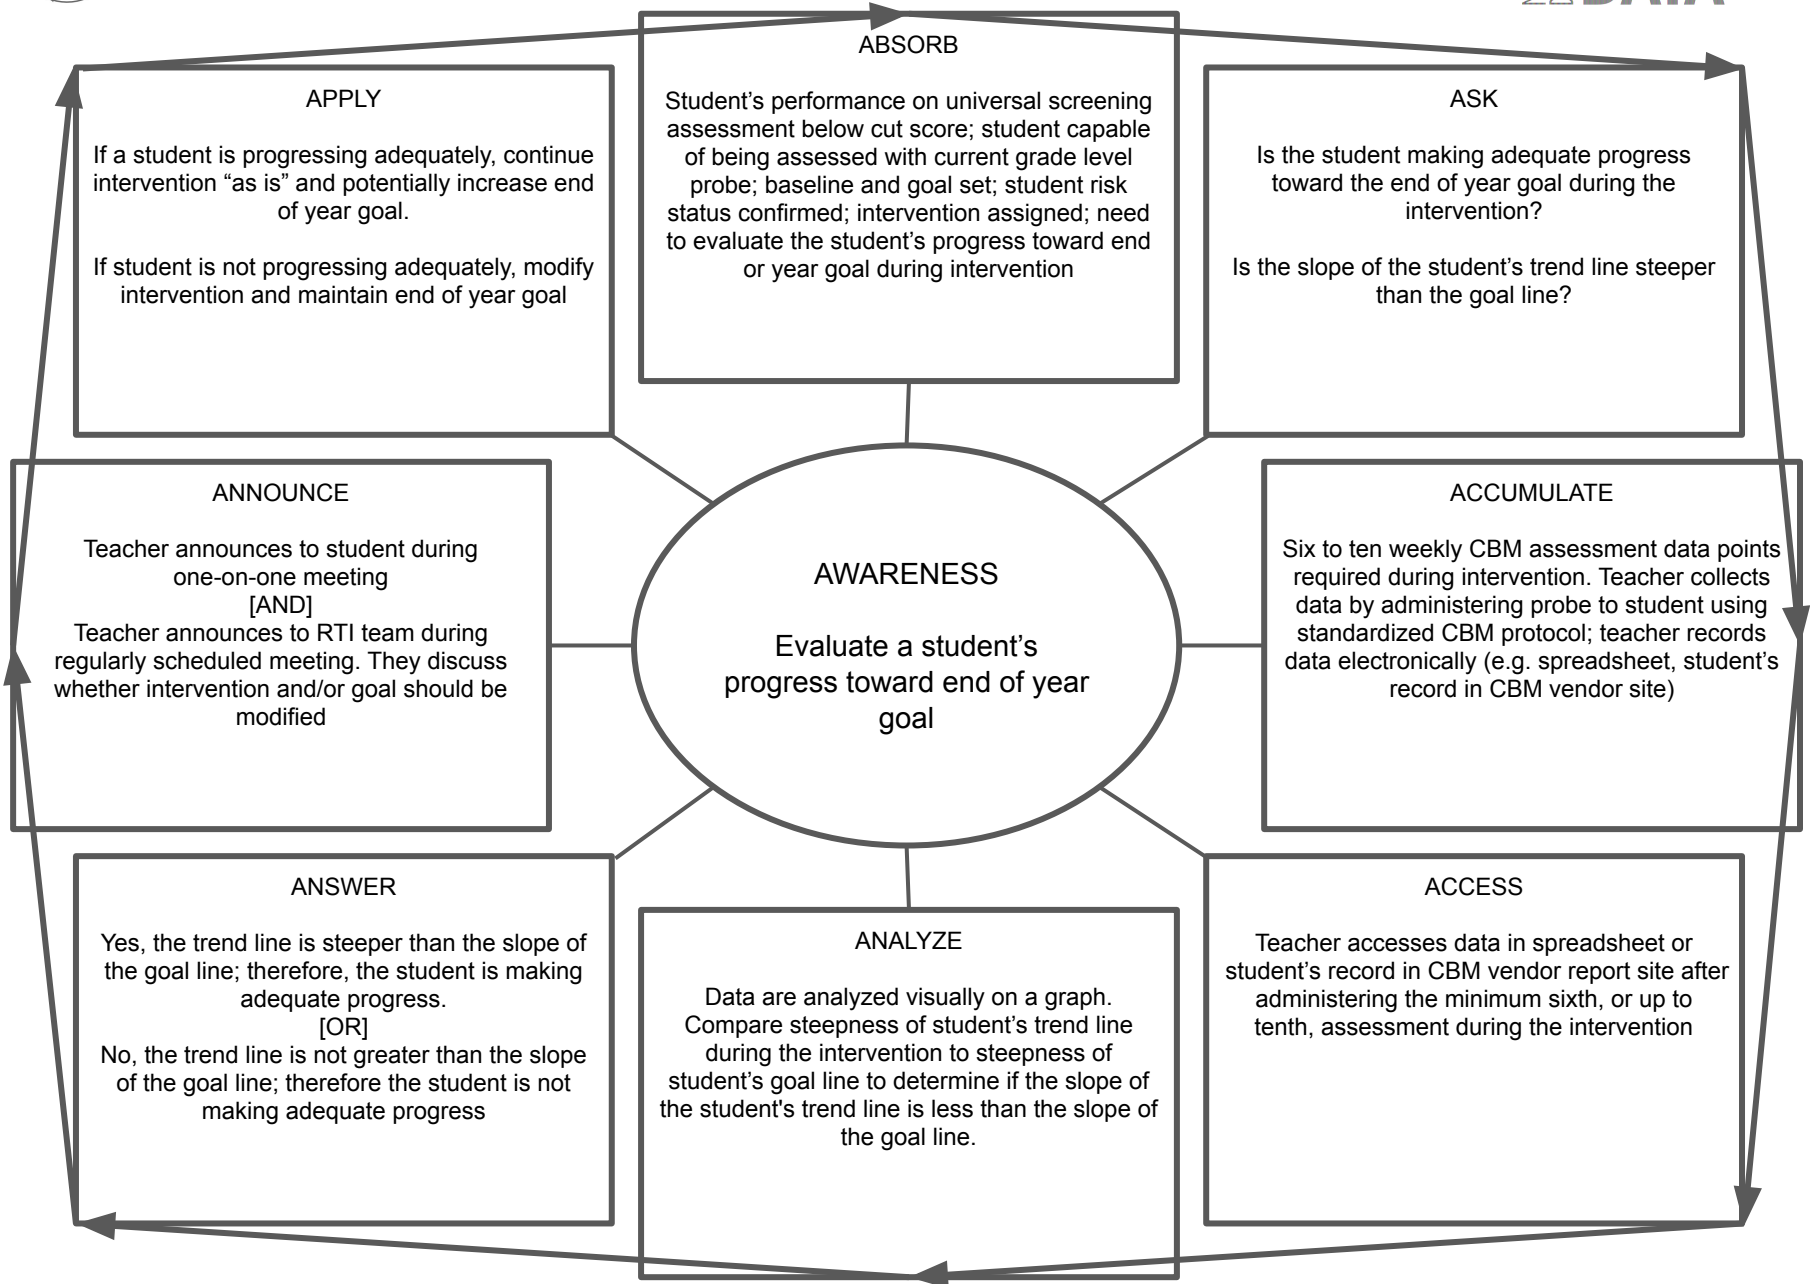 ABSORB
Student’s performance on universal screening
assessment below cut score; student capable
of being assessed with current grade level
probe; baseline and goal set; student risk
status confirmed; intervention assigned; need
to evaluate the student’s progress toward end
or year goal during intervention
APPLY
If a student is progressing adequately, continue
intervention “as is” and potentially increase end
of year goal.
If student is not progressing adequately, modify
intervention and maintain end of year goal
ASK
Is the student making adequate progress
toward the end of year goal during the
intervention?
Is the slope of the student’s trend line steeper
than the goal line?
ANNOUNCE
Teacher announces to student during
one-on-one meeting
[AND]
Teacher announces to RTI team during
regularly scheduled meeting. They discuss
whether intervention and/or goal should be
modified
AWARENESS
Evaluate a student’s
progress toward end of year
goal
ACCUMULATE
Six to ten weekly CBM assessment data points
required during intervention. Teacher collects
data by administering probe to student using
standardized CBM protocol; teacher records
data electronically (e.g. spreadsheet, student’s
record in CBM vendor site)
ANSWER
Yes, the trend line is steeper than the slope of
the goal line; therefore, the student is making
adequate progress.
[OR]
No, the trend line is not greater than the slope
of the goal line; therefore the student is not
making adequate progress
ANALYZE
Data are analyzed visually on a graph.
Compare steepness of student’s trend line
during the intervention to steepness of
student’s goal line to determine if the slope of
the student's trend line is less than the slope of
the goal line.
ACCESS
Teacher accesses data in spreadsheet or
student’s record in CBM vendor report site after
administering the minimum sixth, or up to
tenth, assessment during the intervention